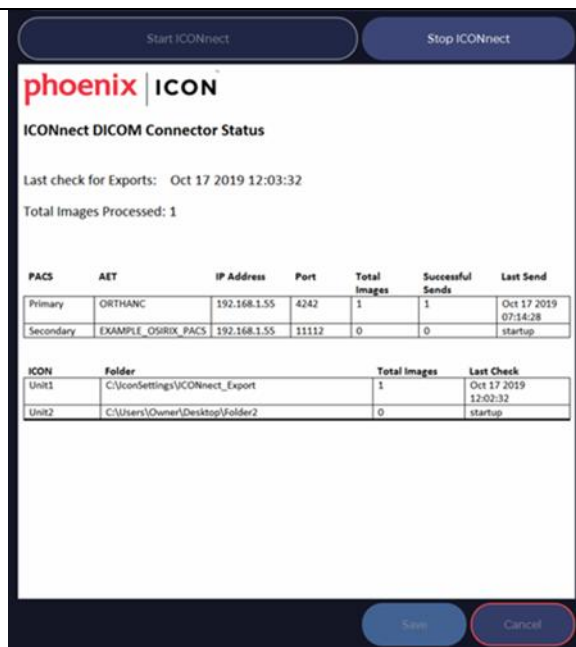 Start ICONnect Stop ICONnect
phoenix | ICON
ICONnect DICOM Connector Status
Last check for Exports: Oct 17 2019 12:03:32
Total Images Processed: 1
PACS AET IP Address Port Total Images Successful Sends Last Send
Primary ORTHANC 192.168.1.55 4242 1 1 Oct 17 2019 07:14:28
Secondary EXAMPLE_OSIRIX_PACS 192.168.1.55 11112 0 0 startup
ICON Folder Total Images Last Check
Unit1 C:\IconSettings\ICONnect_Export 1 Oct 17 2019 12:02:32
Unit2 C:\Users\Owner\Desktop\Folder2 0 startup
Save Cancel